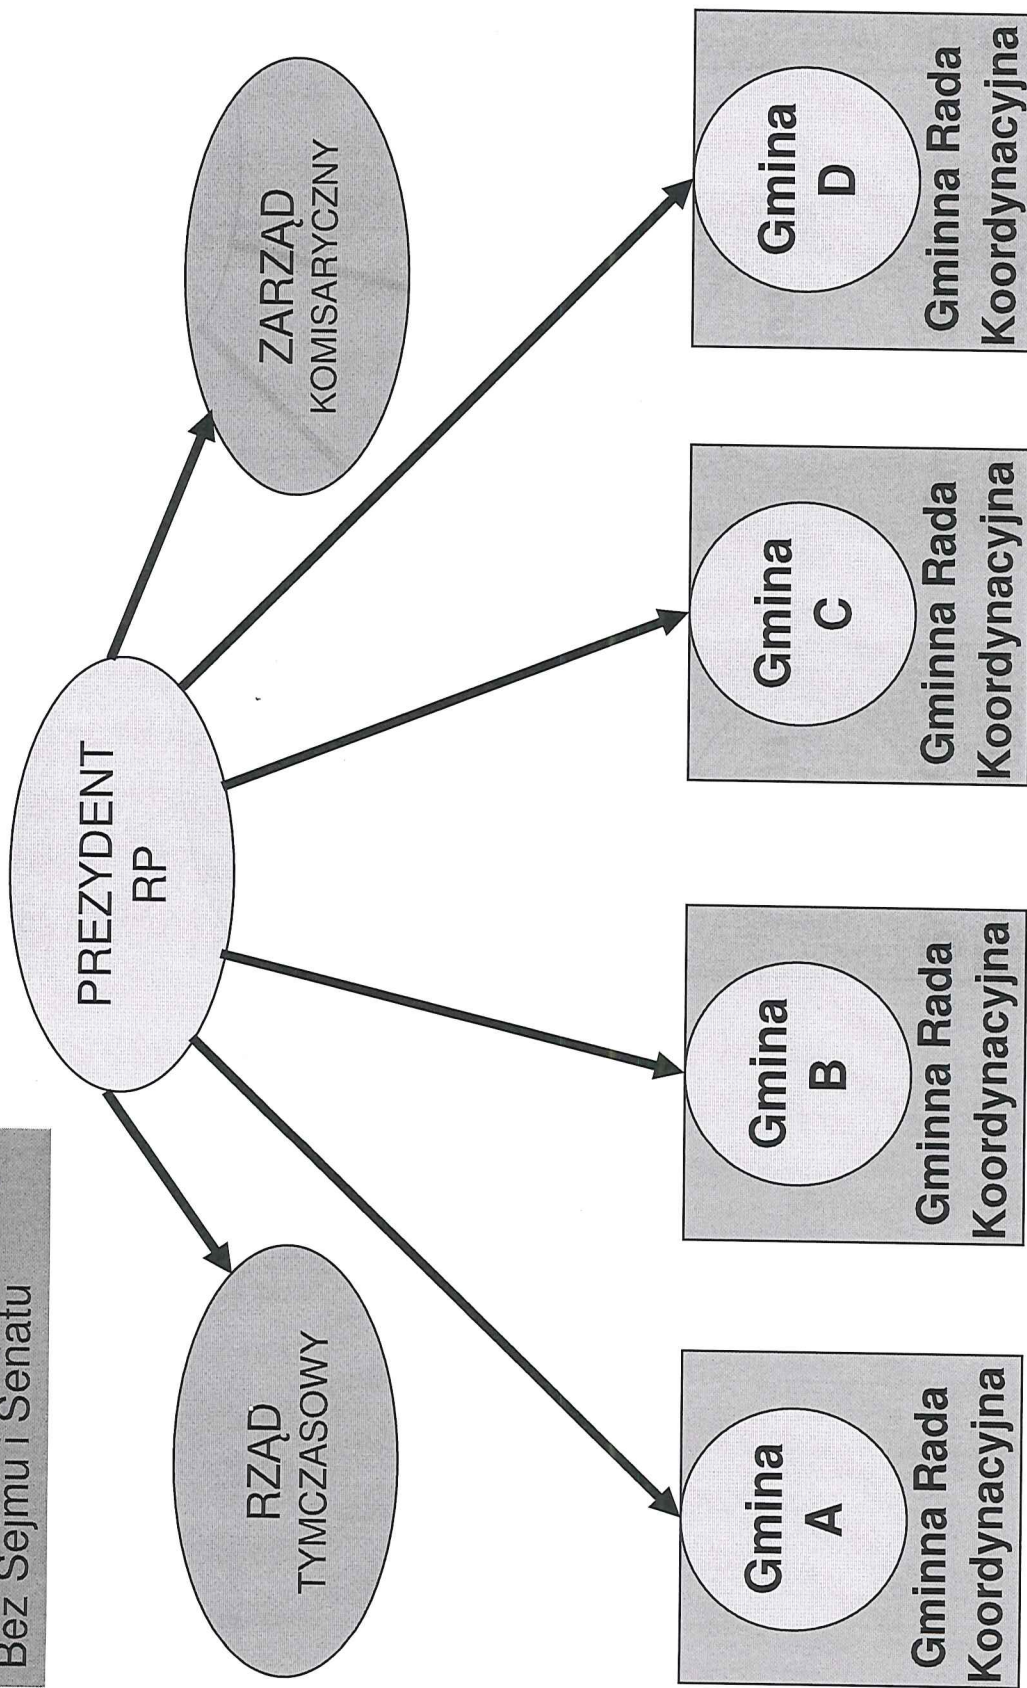 Bez Sejmu i Senatu
PREZYDENT
RP
RZĄD
TYMCZASOWY
ZARZĄD
KOMISARYCZNY
Gmina
A
Gminna Rada
Koordynacyjna
Gmina
B
Gminna Rada
Koordynacyjna
Gmina
C
Gminna Rada
Koordynacyjna
Gmina
D
Gminna Rada
Koordynacyjna